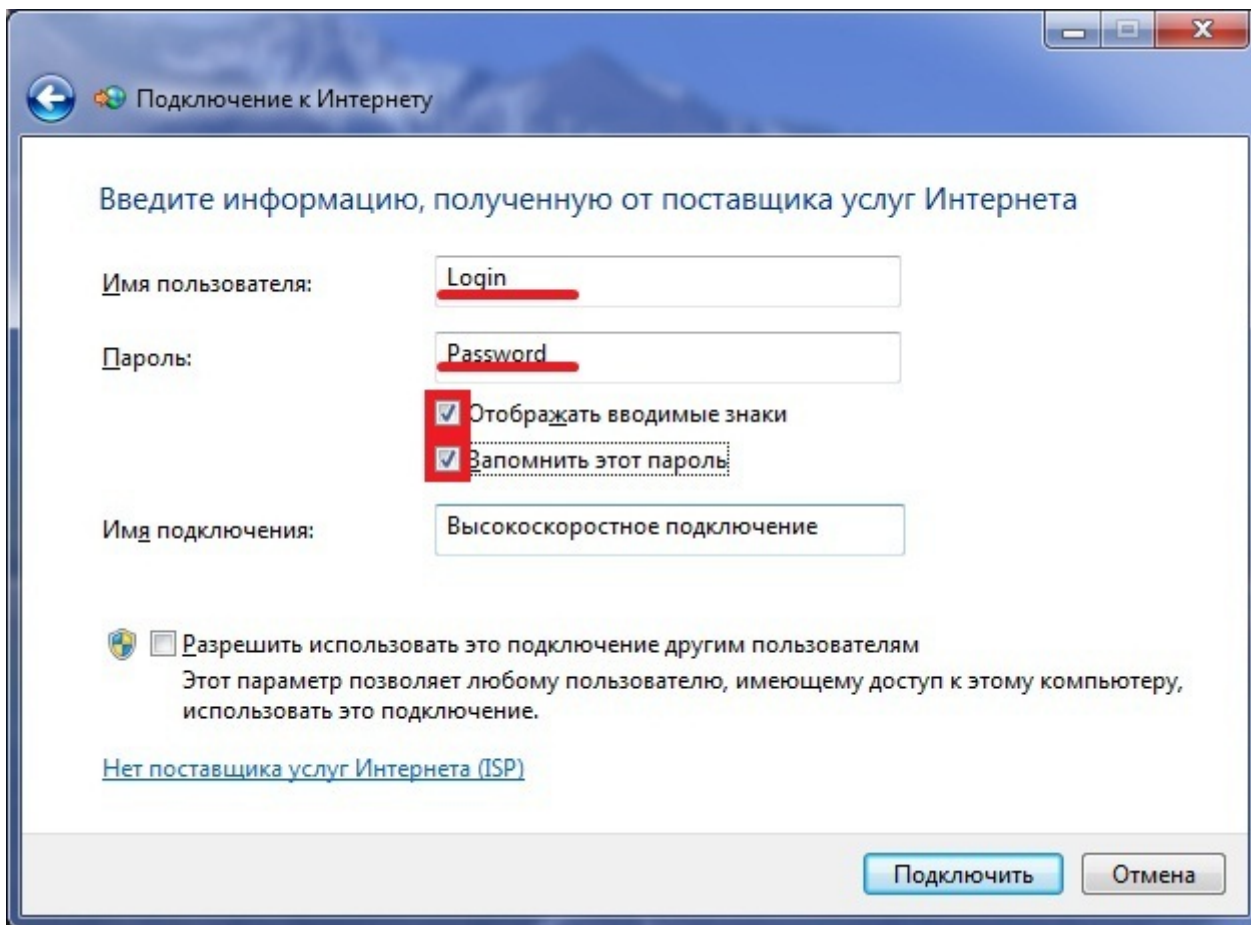 Подключение к Интернету
Введите информацию, полученную от поставщика услуг Интернета
Имя пользователя:
Login
Пароль:
Password
Отображать вводимые знаки
Запомнить этот пароль
Имя подключения:
Высокоскоростное подключение
Разрешить использовать это подключение другим пользователям
Этот параметр позволяет любому пользователю, имеющему доступ к этому компьютеру,
использовать это подключение.
Нет поставщика услуг Интернета (ISP)
Подключить
Отмена